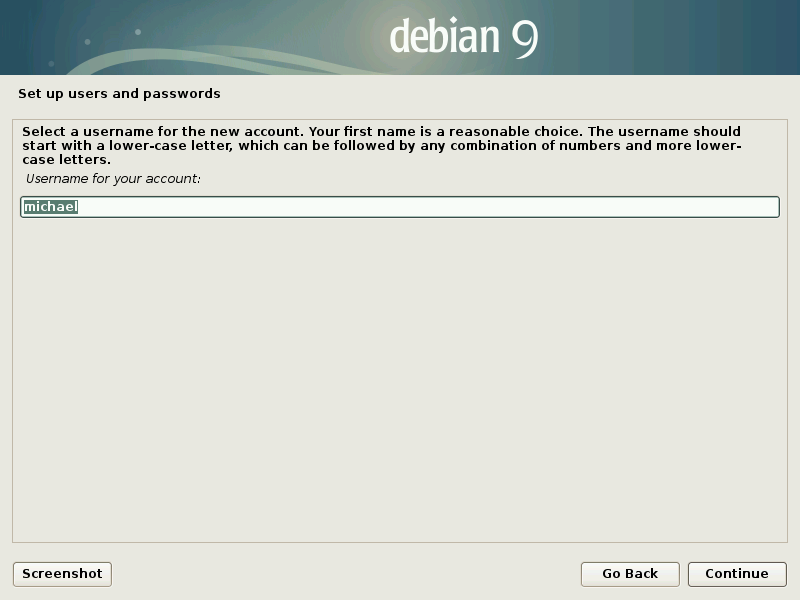 debian 9
Set up users and passwords
Select a username for the new account. Your first name is a reasonable choice. The username should
start with a lower-case letter, which can be followed by any combination of numbers and more lower-
case letters.
Username for your account:
michael
Screenshot
Go Back
Continue